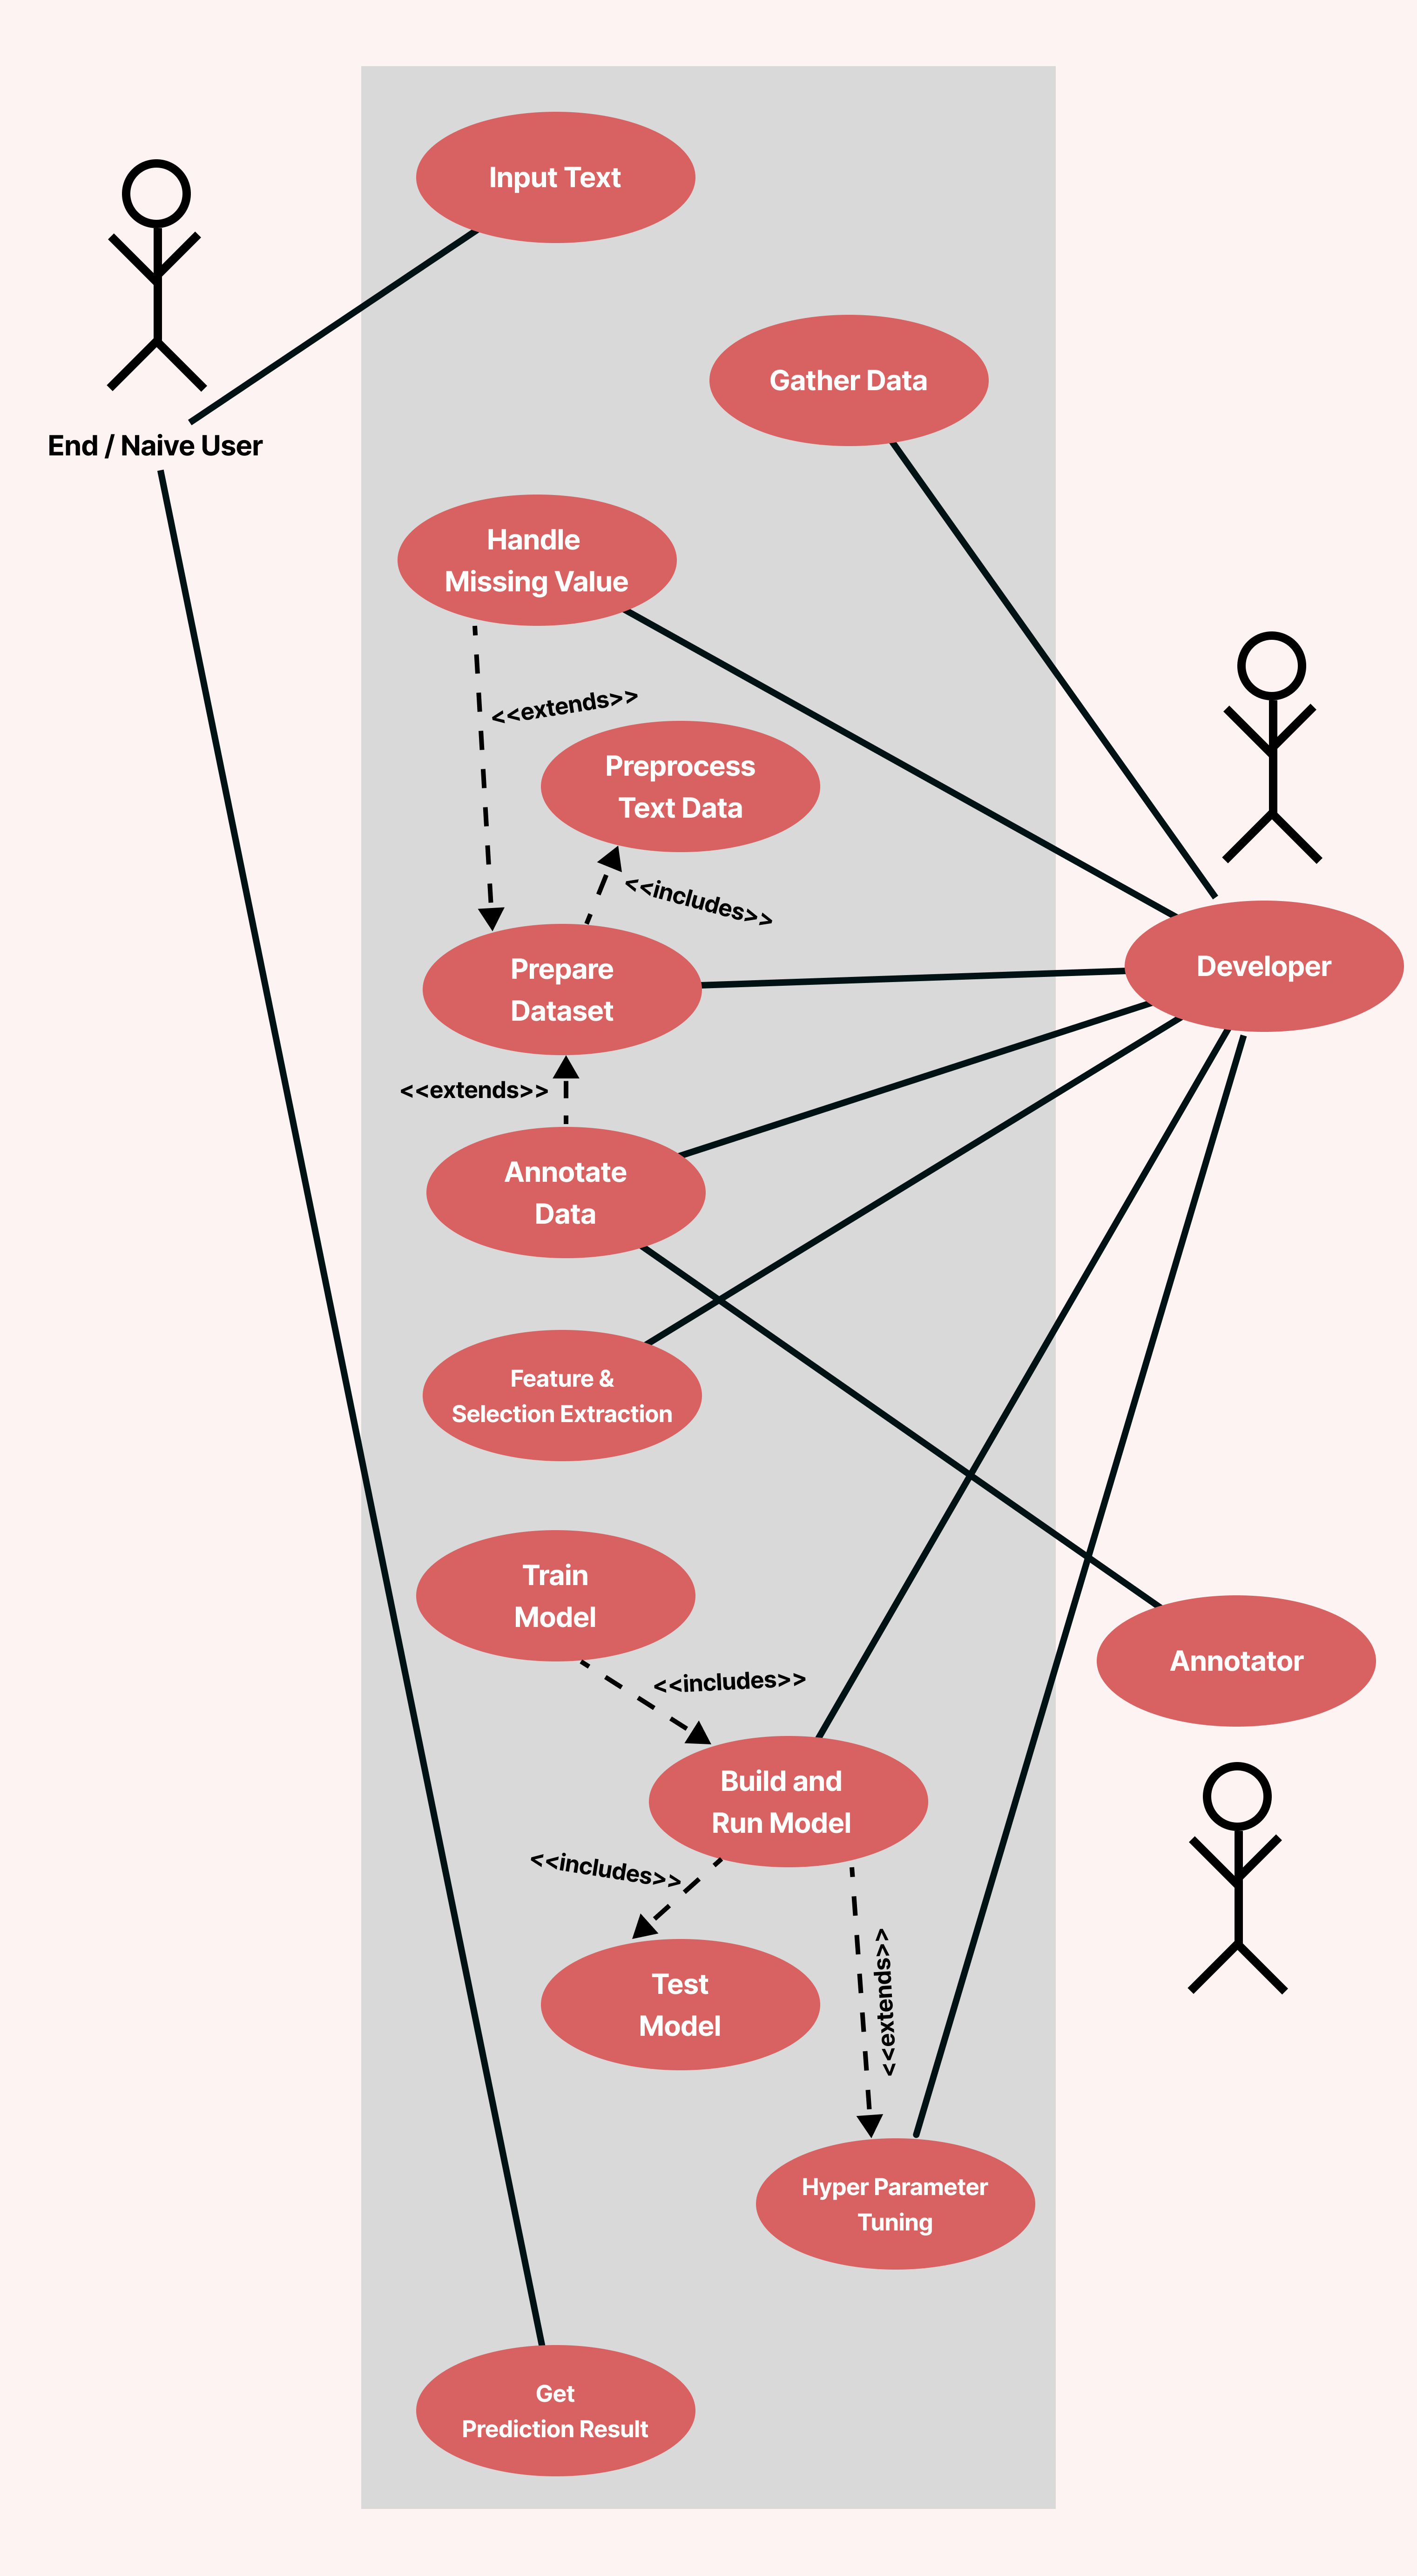 Input Text
Gather Data
End / Naive User
Handle
Missing Value
<<extends>>
Preprocess
Text Data
<<includes>>
Prepare
Dataset
Developer
<<extends>>
Annotate
Data
Feature &
Selection Extraction
Train
Model
Annotator
<<includes>>
Build and
Run Model
<<includes>>
<<extends>>
Test
Model
Hyper Parameter
Tuning
Get
Prediction Result